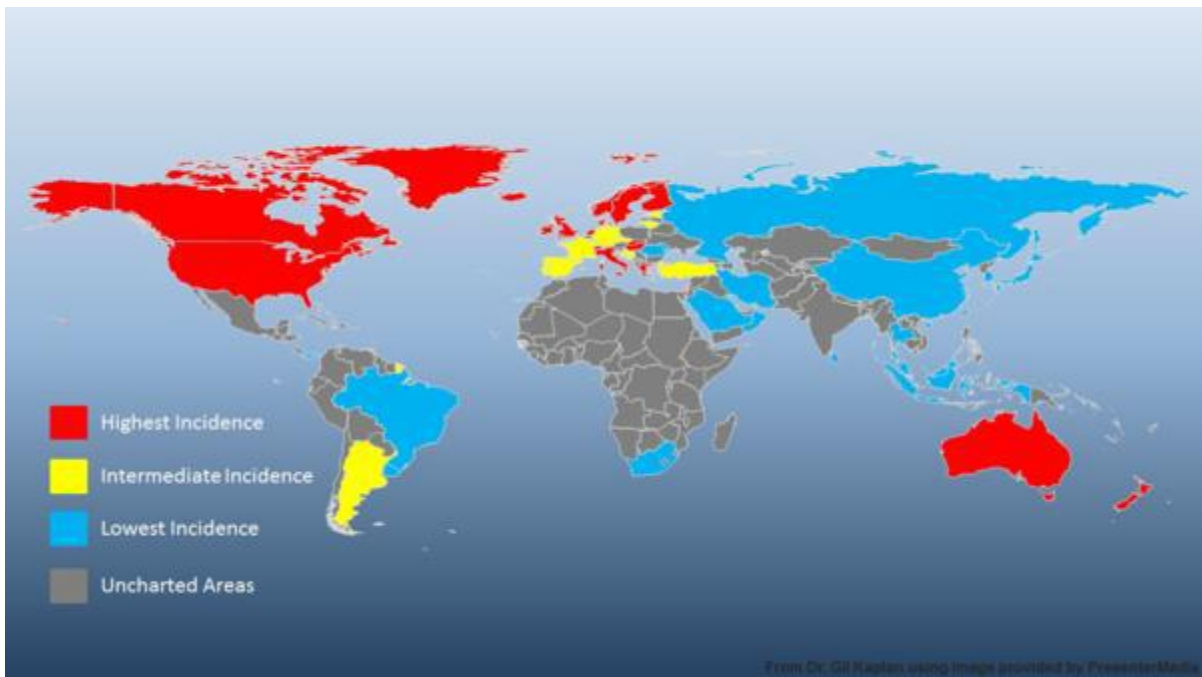 Highest Incidence
Intermediate Incidence
Lowest Incidence
Uncharted Areas
From Dr. Gil Kaplan using image provided by PresenterMedia